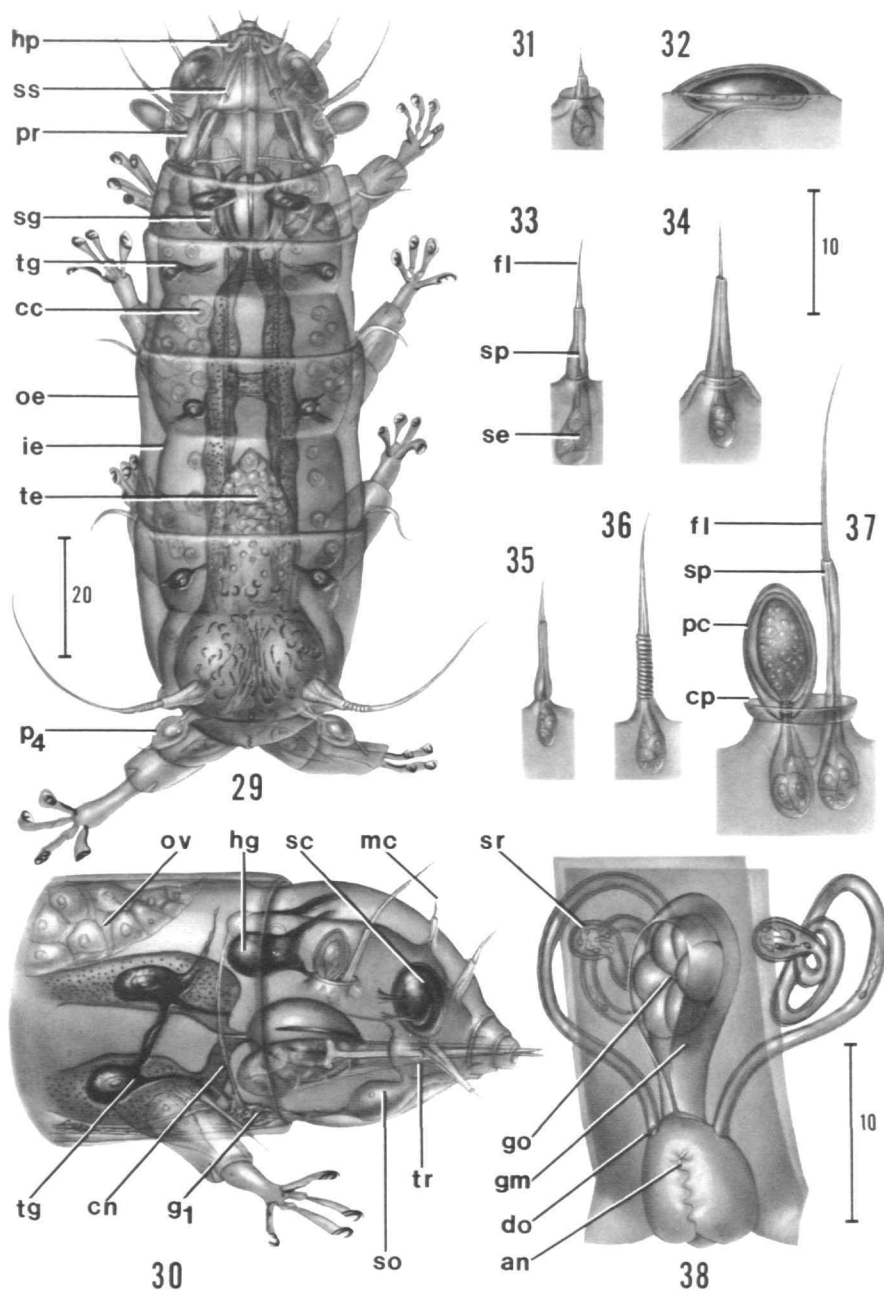 hp
ss
pr
sg
tg
cc
oe
ie
te
20
p4
29
31
32
33
34
10
fl
sp
se
35
36
37
fl
sp
pc
cp
ov
hg
sc
mc
tg
cn
g1
so
tr
30
sr
go
gm
do
an
10
38